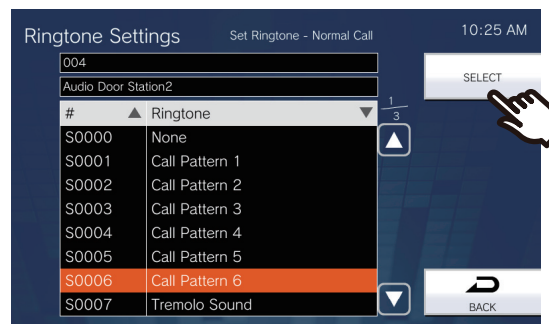 Ringtone Settings Set Ringtone - Normal Call 10:25 AM
004
Audio Door Station2
SELECT
# ▲ Ringtone ▼ 1/3
S0000 None
S0001 Call Pattern 1
S0002 Call Pattern 2
S0003 Call Pattern 3
S0004 Call Pattern 4
S0005 Call Pattern 5
S0006 Call Pattern 6
S0007 Tremolo Sound
BACK